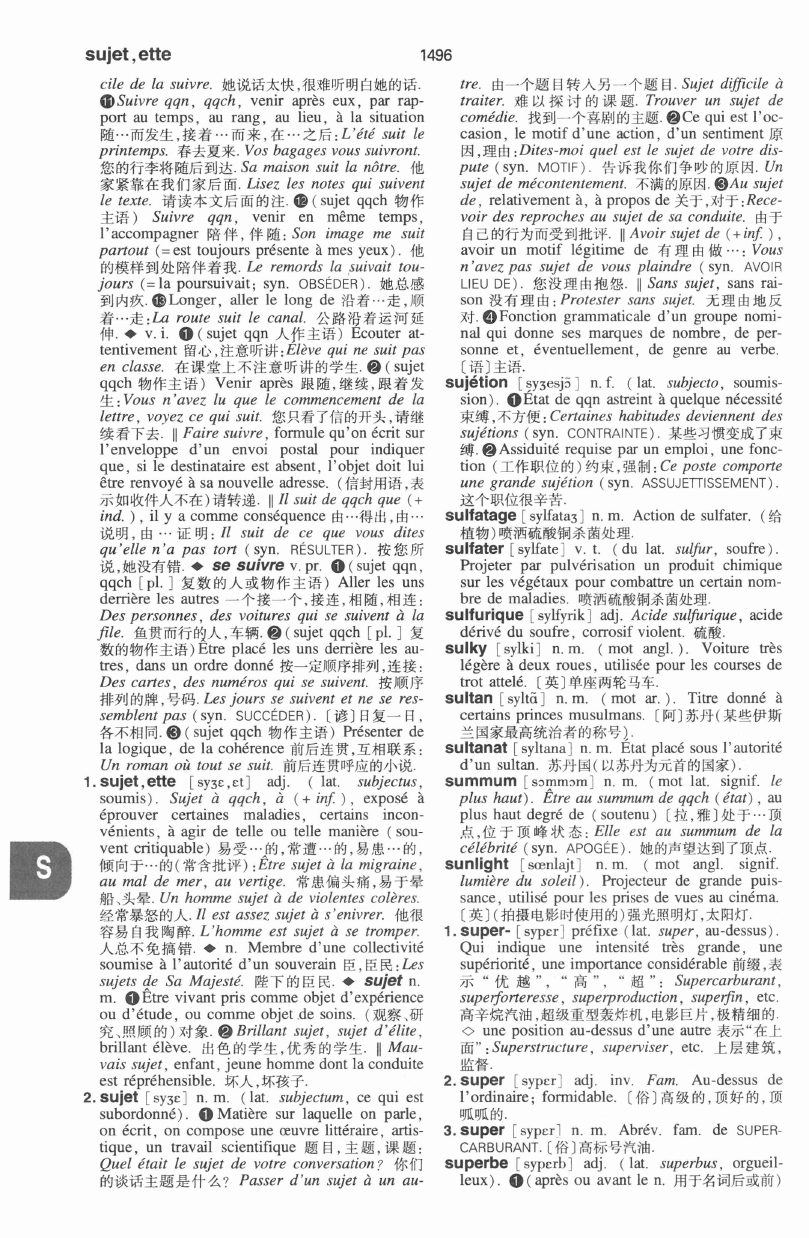 sujet,ette
1496
cile de la suivre. 她说话太快,很难听明白她的话.
⓫Suivre qqn, qqch, venir après eux, par rap-
port au temps, au rang, au lieu, à la situation
随…而发生,接着…而来,在…之后:L'été suit le
printemps. 春去夏来. Vos bagages vous suivront.
您的行李将随后到达. Sa maison suit la nôtre. 他
家紧靠在我们家后面. Lisez les notes qui suivent
le texte. 请读本文后面的注. ⓬(sujet qqch 物作
主语) Suivre qqn, venir en même temps,
l'accompagner 陪伴,伴随:Son image me suit
partout (= est toujours présente à mes yeux). 他
的模样到处陪伴着我. Le remords la suivait tou-
jours (= la poursuivait; syn. OBSÉDER). 她总感
到内疚. ⓭Longer, aller le long de 沿着…走,顺
着…走:La route suit le canal. 公路沿着运河延
伸. ◆ v. i. ❶(sujet qqn 人作主语) Écouter at-
tentivement 留心,注意听讲:Élève qui ne suit pas
en classe. 在课堂上不注意听讲的学生. ❷(sujet
qqch 物作主语) Venir après 跟随,继续,跟着发
生:Vous n'avez lu que le commencement de la
lettre, voyez ce qui suit. 您只看了信的开头,请继
续看下去. ‖ Faire suivre, formule qu'on écrit sur
l'enveloppe d'un envoi postal pour indiquer
que, si le destinataire est absent, l'objet doit lui
être renvoyé à sa nouvelle adresse. (信封用语,表
示如收件人不在)请转递. ‖ Il suit de qqch que (+
ind.), il y a comme conséquence 由…得出,由…
说明,由…证明:Il suit de ce que vous dites
qu'elle n'a pas tort (syn. RÉSULTER). 按您所
说,她没有错. ◆ se suivre v. pr. ❶(sujet qqn,
qqch [pl.] 复数的人或物作主语) Aller les uns
derrière les autres 一个接一个,接连,相随,相连:
Des personnes, des voitures qui se suivent à la
file. 鱼贯而行的人,车辆. ❷(sujet qqch [pl.] 复
数的物作主语) Être placé les uns derrière les au-
tres, dans un ordre donné 按一定顺序排列,连接:
Des cartes, des numéros qui se suivent. 按顺序
排列的牌,号码. Les jours se suivent et ne se res-
semblent pas (syn. SUCCÉDER). 〔谚〕日复一日,
各不相同. ❸(sujet qqch 物作主语) Présenter de
la logique, de la cohérence 前后连贯,互相联系:
Un roman où tout se suit. 前后连贯呼应的小说.
1. sujet,ette [syʒɛ,ɛt] adj. (lat. subjectus,
soumis). Sujet à qqch, à (+ inf.), exposé à
éprouver certaines maladies, certains incon-
vénients, à agir de telle ou telle manière (sou-
vent critiquable) 易受…的,常遭…的,易患…的,
倾向于…的(常含批评):Être sujet à la migraine,
au mal de mer, au vertige. 常患偏头痛,易于晕
船、头晕. Un homme sujet à de violentes colères.
经常暴怒的人. Il est assez sujet à s'enivrer. 他很
容易自我陶醉. L'homme est sujet à se tromper.
人总不免搞错. ◆ n. Membre d'une collectivité
soumise à l'autorité d'un souverain 臣,臣民:Les
sujets de Sa Majesté. 陛下的臣民. ◆ sujet n.
m. ❶Être vivant pris comme objet d'expérience
ou d'étude, ou comme objet de soins. (观察、研
究、照顾的)对象. ❷Brillant sujet, sujet d'élite,
brillant élève. 出色的学生,优秀的学生. ‖ Mau-
vais sujet, enfant, jeune homme dont la conduite
est répréhensible. 坏人,坏孩子.
2. sujet [syʒɛ] n. m. (lat. subjectum, ce qui est
subordonné). ❶Matière sur laquelle on parle,
on écrit, on compose une œuvre littéraire, artis-
tique, un travail scientifique 题目,主题,课题:
Quel était le sujet de votre conversation? 你们
的谈话主题是什么? Passer d'un sujet à un au-
tre. 由一个题目转入另一个题目. Sujet difficile à
traiter. 难以探讨的课题. Trouver un sujet de
comédie. 找到一个喜剧的主题. ❷Ce qui est l'oc-
casion, le motif d'une action, d'un sentiment 原
因,理由:Dites-moi quel est le sujet de votre dis-
pute (syn. MOTIF). 告诉我你们争吵的原因. Un
sujet de mécontentement. 不满的原因. ❸Au sujet
de, relativement à, à propos de 关于,对于:Rece-
voir des reproches au sujet de sa conduite. 由于
自己的行为而受到批评. ‖ Avoir sujet de (+ inf.),
avoir un motif légitime de 有理由做…: Vous
n'avez pas sujet de vous plaindre (syn. AVOIR
LIEU DE). 您没理由抱怨. ‖ Sans sujet, sans rai-
son 没有理由:Protester sans sujet. 无理由地反
对. ❹Fonction grammaticale d'un groupe nomi-
nal qui donne ses marques de nombre, de per-
sonne et, éventuellement, de genre au verbe.
〔语〕主语.
sujétion [syʒesjɔ̃] n. f. (lat. subjecto, soumis-
sion). ❶État de qqn astreint à quelque nécessité
束缚,不方便:Certaines habitudes deviennent des
sujétions (syn. CONTRAINTE). 某些习惯变成了束
缚. ❷Assiduité requise par un emploi, une fonc-
tion (工作职位的)约束,强制:Ce poste comporte
une grande sujétion (syn. ASSUJETTISSEMENT).
这个职位很辛苦.
sulfatage [sylfataʒ] n. m. Action de sulfater. (给
植物)喷洒硫酸铜杀菌处理.
sulfater [sylfate] v. t. (du lat. sulfur, soufre).
Projeter par pulvérisation un produit chimique
sur les végétaux pour combattre un certain nom-
bre de maladies. 喷洒硫酸铜杀菌处理.
sulfurique [sylfyrik] adj. Acide sulfurique, acide
dérivé du soufre, corrosif violent. 硫酸.
sulky [sylki] n. m. (mot angl.). Voiture très
légère à deux roues, utilisée pour les courses de
trot attelé. 〔英〕单座两轮马车.
sultan [syltɑ̃] n. m. (mot ar.). Titre donné à
certains princes musulmans. 〔阿〕苏丹(某些伊斯
兰国家最高统治者的称号).
sultanat [syltana] n. m. État placé sous l'autorité
d'un sultan. 苏丹国(以苏丹为元首的国家).
summum [sɔmmɔm] n. m. (mot lat. signif. le
plus haut). Être au summum de qqch (état), au
plus haut degré de (soutenu) 〔拉,雅〕处于…顶
点,位于顶峰状态:Elle est au summum de la
célébrité (syn. APOGÉE). 她的声望达到了顶点.
sunlight [sœnlajt] n. m. (mot angl. signif.
lumière du soleil). Projecteur de grande puis-
sance, utilisé pour les prises de vues au cinéma.
〔英〕(拍摄电影时使用的)强光照明灯,太阳灯.
1. super- [sypɛr] préfixe (lat. super, au-dessus).
Qui indique une intensité très grande, une
supériorité, une importance considérable 前缀,表
示“优越”,“高”,“超”: Supercarburant,
superforteresse, superproduction, superfin, etc.
高辛烷汽油,超级重型轰炸机,电影巨片,极精细的.
◇ une position au-dessus d'une autre 表示“在上
面”:Superstructure, superviser, etc. 上层建筑,
监督.
2. super [sypɛr] adj. inv. Fam. Au-dessus de
l'ordinaire; formidable. 〔俗〕高级的,顶好的,顶
呱呱的.
3. super [sypɛr] n. m. Abrév. fam. de SUPER-
CARBURANT. 〔俗〕高标号汽油.
superbe [sypɛrb] adj. (lat. superbus, orgueil-
leux). ❶(après ou avant le n. 用于名词后或前)
S